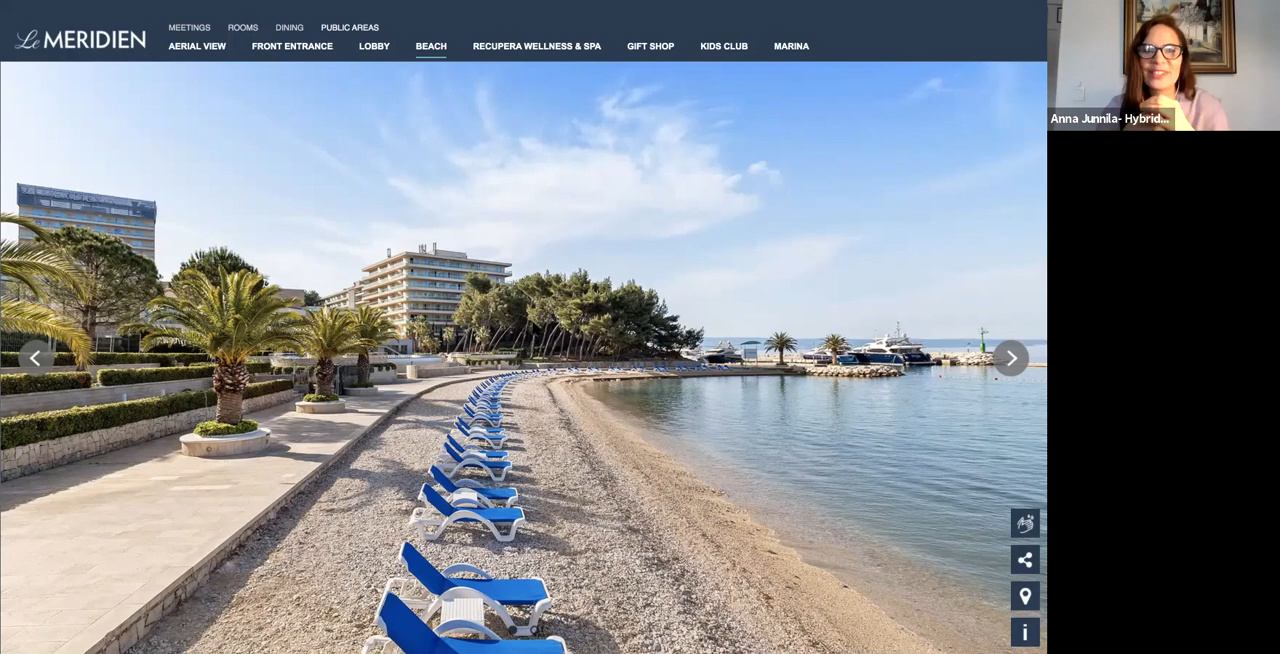 Le MERIDIEN
MEETINGS ROOMS DINING PUBLIC AREAS
AERIAL VIEW FRONT ENTRANCE LOBBY BEACH RECUPERA WELLNESS & SPA GIFT SHOP KIDS CLUB MARINA
Anna Junnila- Hybrid...